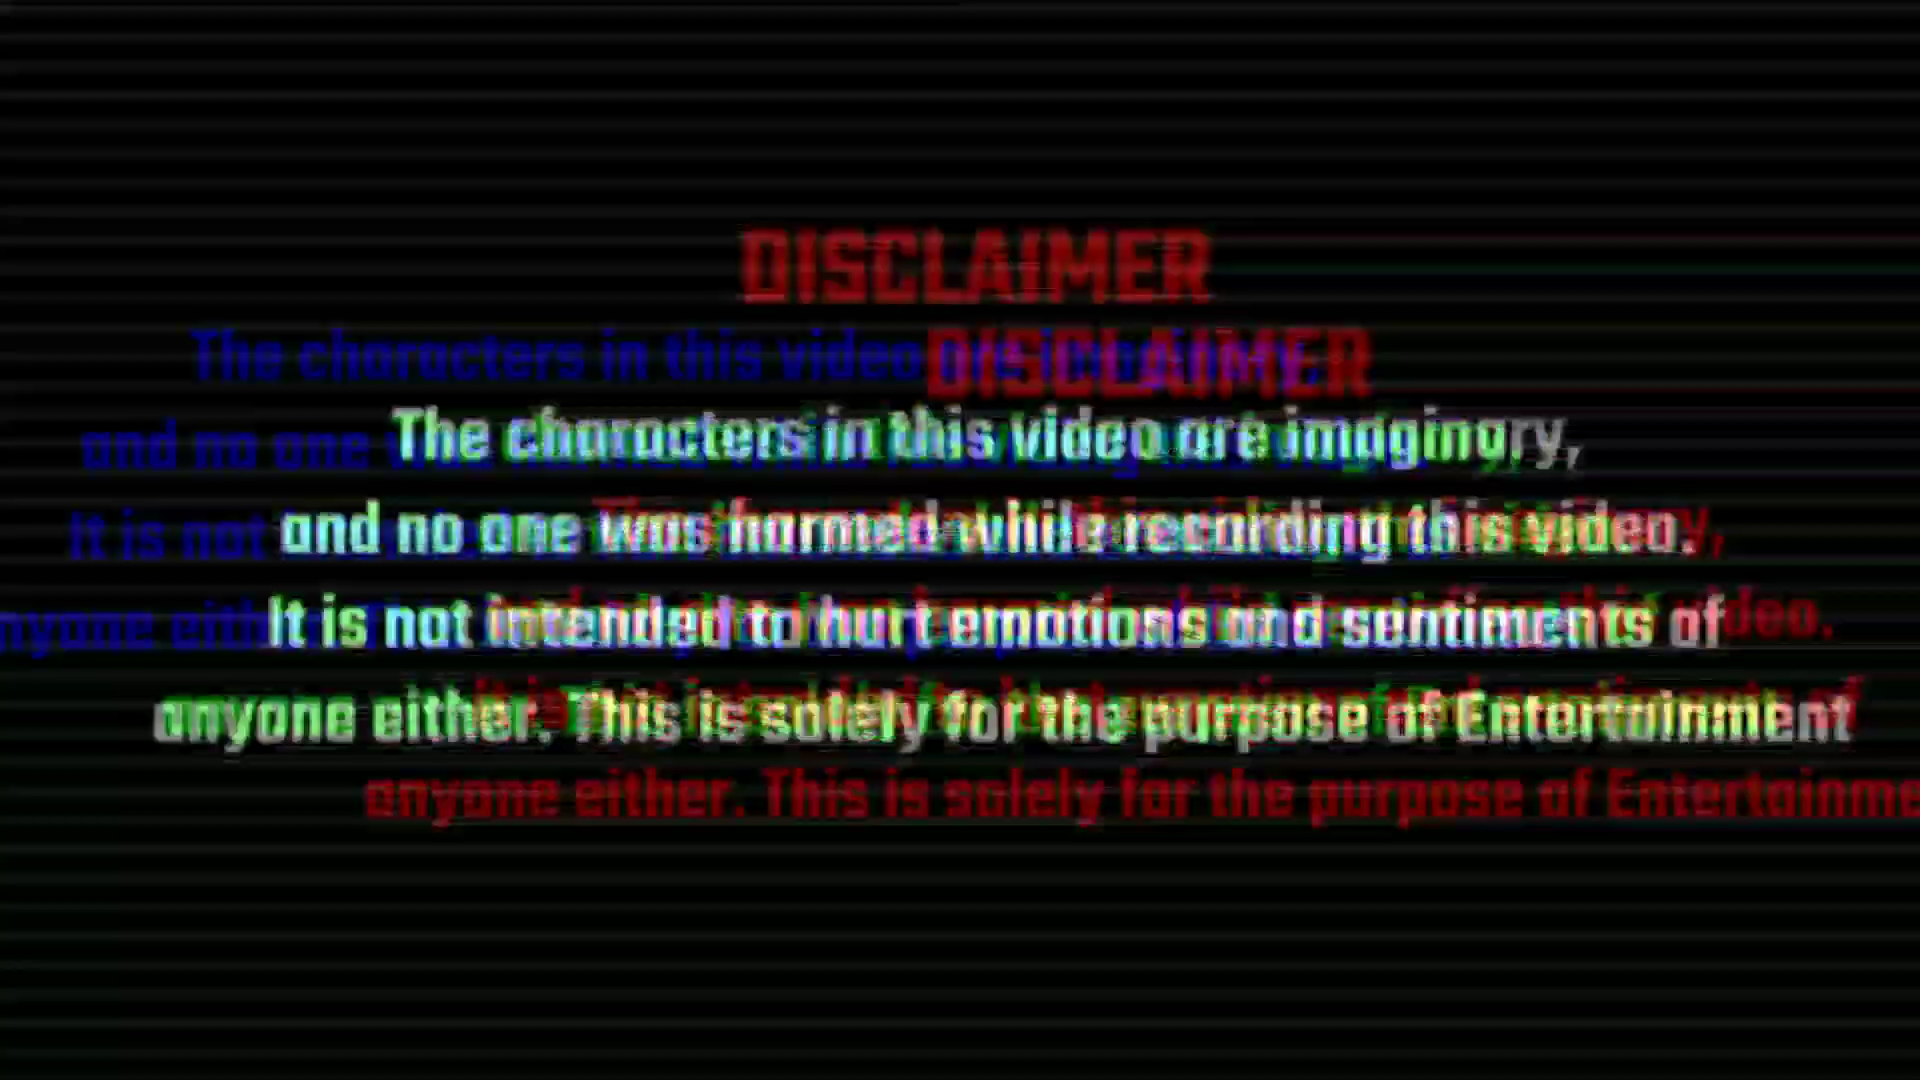 DISCLAIMER
The characters in this video are imaginary,
and no one was harmed while recording this video.
It is not intended to hurt emotions and sentiments of
anyone either. This is solely for the purpose of Entertainment